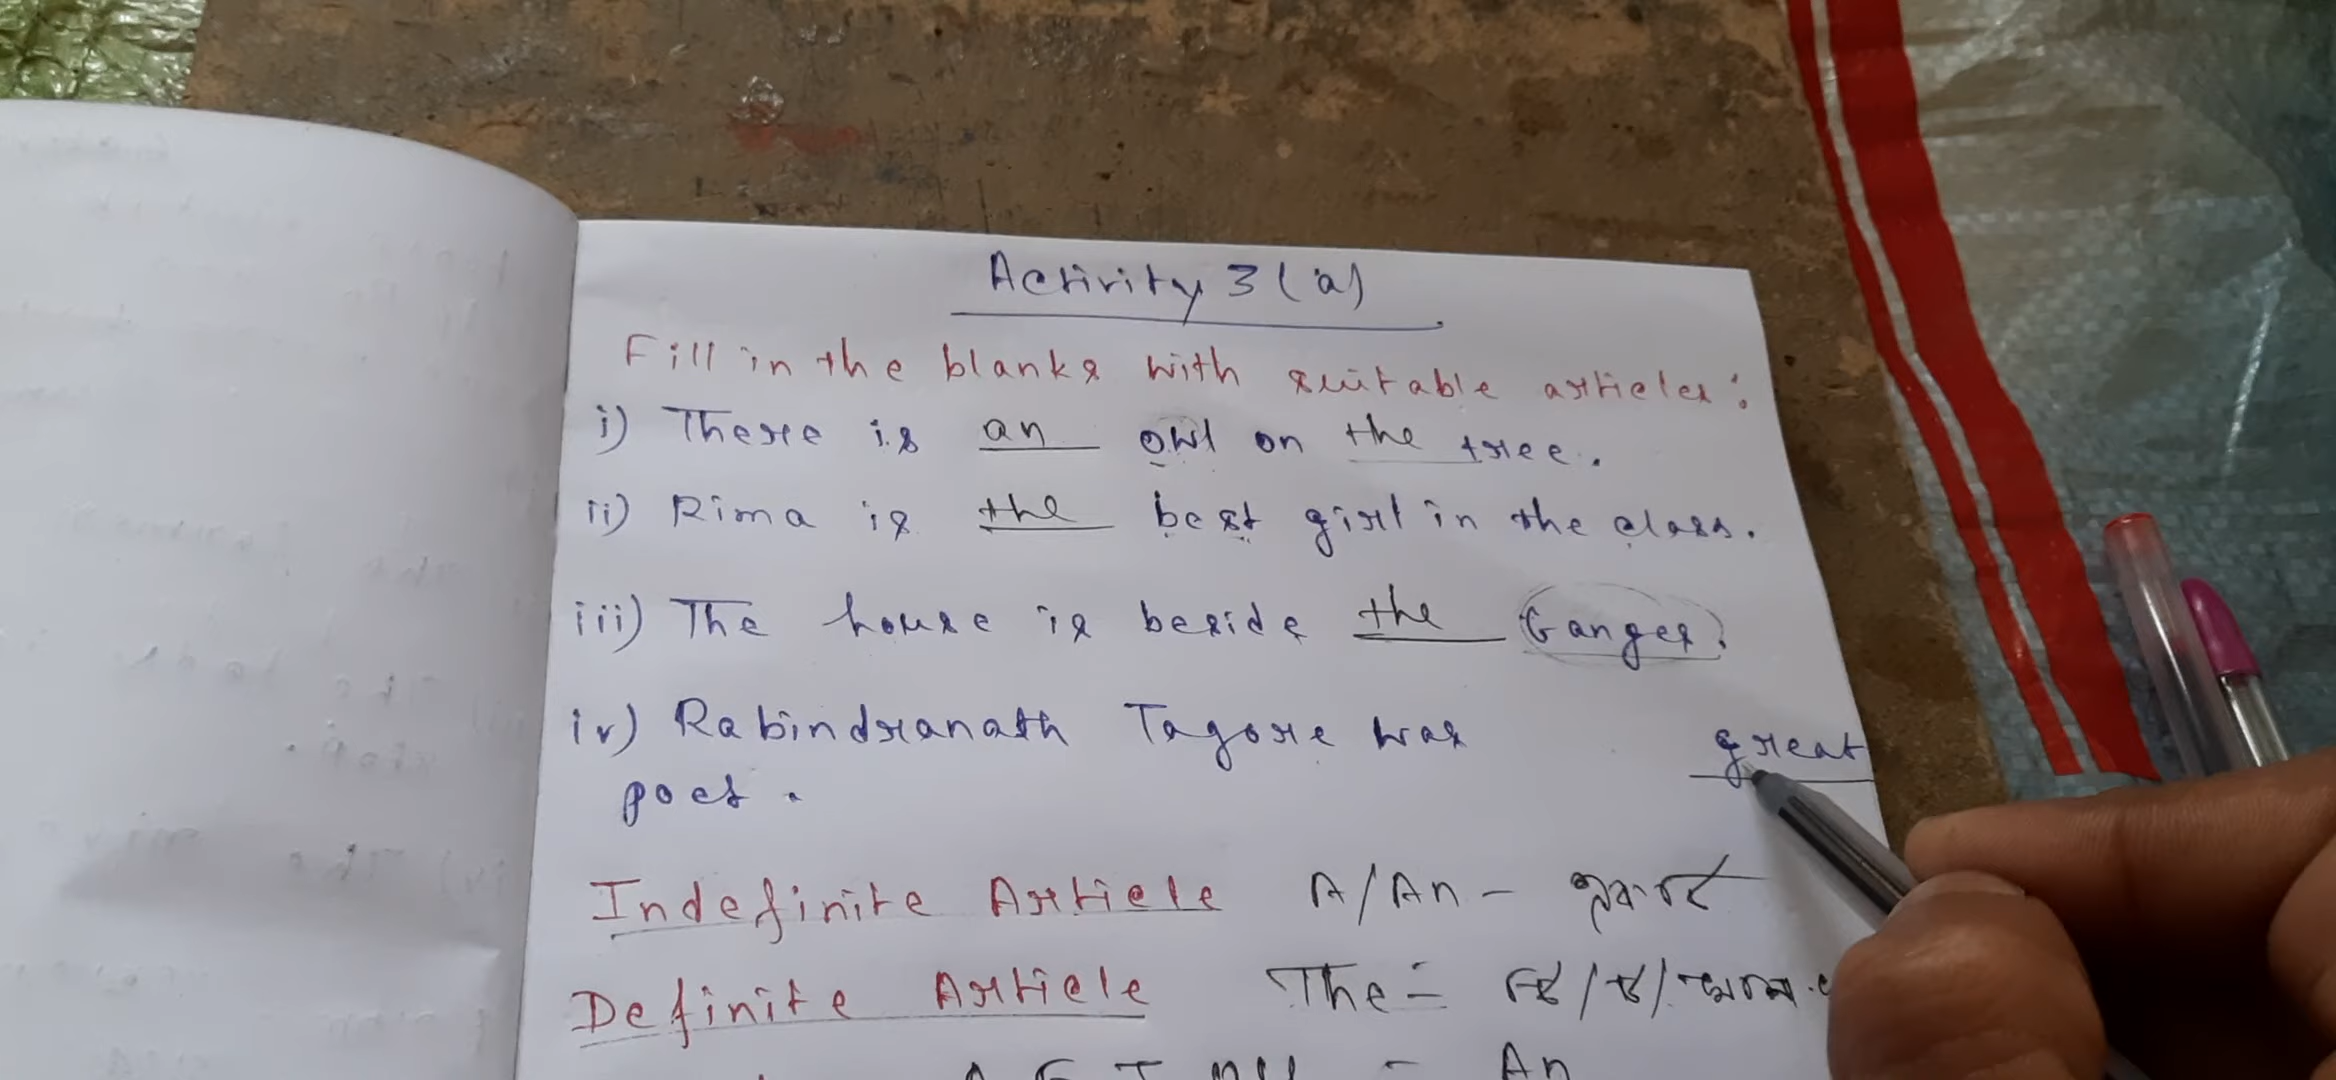 Activity 3 (a)
Fill in the blanks with suitable articles:
i) There is an owl on the tree.
ii) Rima is the best girl in the class.
iii) The house is beside the Ganges.
iv) Rabindranath Tagore was great
poet.
Indefinite Article A/An -
Definite Article The = টি/টা/
An